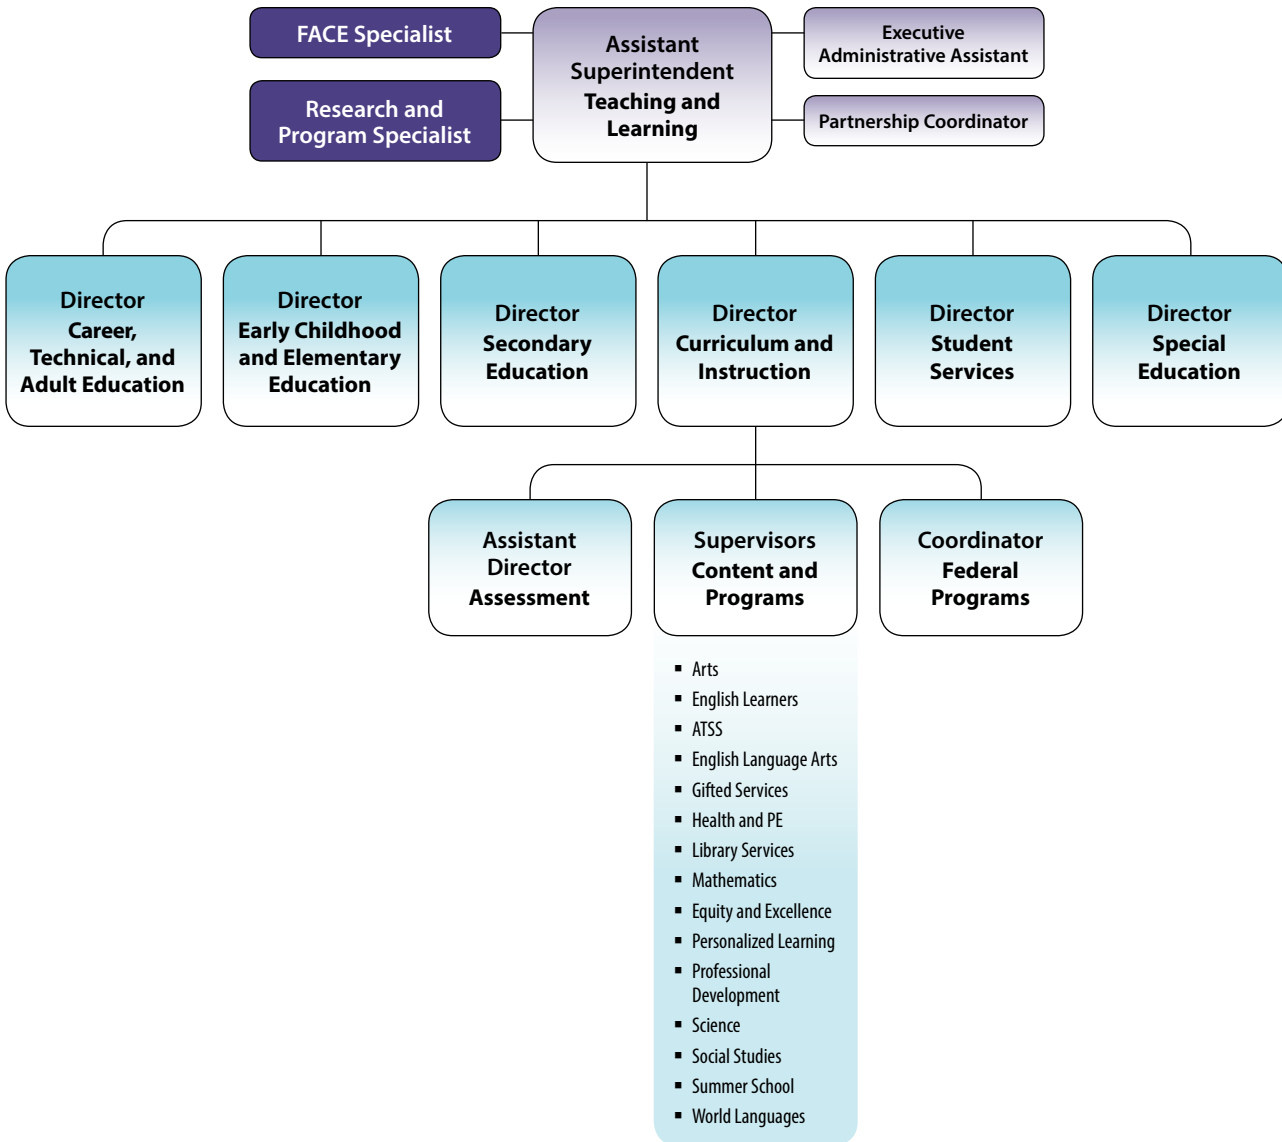 FACE Specialist
Research and
Program Specialist
Assistant
Superintendent
Teaching and
Learning
Executive
Administrative Assistant
Partnership Coordinator
Director
Career,
Technical, and
Adult Education
Director
Early Childhood
and Elementary
Education
Director
Secondary
Education
Director
Curriculum and
Instruction
Director
Student
Services
Director
Special
Education
Assistant
Director
Assessment
Supervisors
Content and
Programs
Coordinator
Federal
Programs
▪ Arts
▪ English Learners
▪ ATSS
▪ English Language Arts
▪ Gifted Services
▪ Health and PE
▪ Library Services
▪ Mathematics
▪ Equity and Excellence
▪ Personalized Learning
▪ Professional
Development
▪ Science
▪ Social Studies
▪ Summer School
▪ World Languages